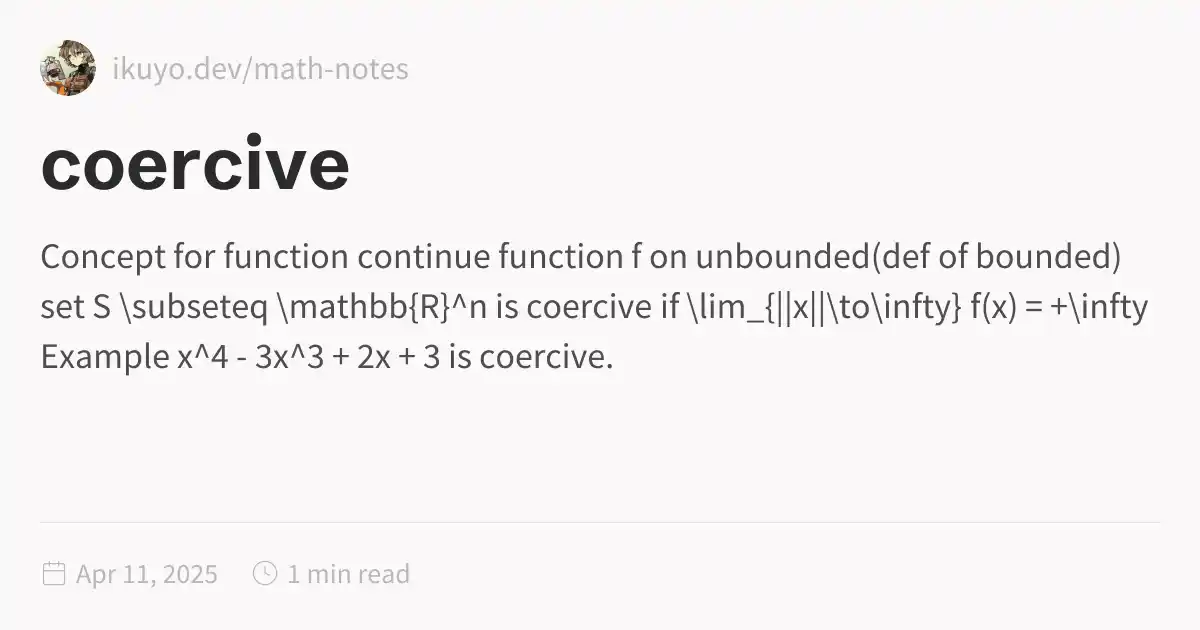 ikuyo.dev/math-notes
coercive
Concept for function continue function f on unbounded(def of bounded)
set S \subseteq \mathbb{R}^n is coercive if \lim_{||x||\to\infty} f(x) = +\infty
Example x^4 - 3x^3 + 2x + 3 is coercive.
Apr 11, 2025
1 min read